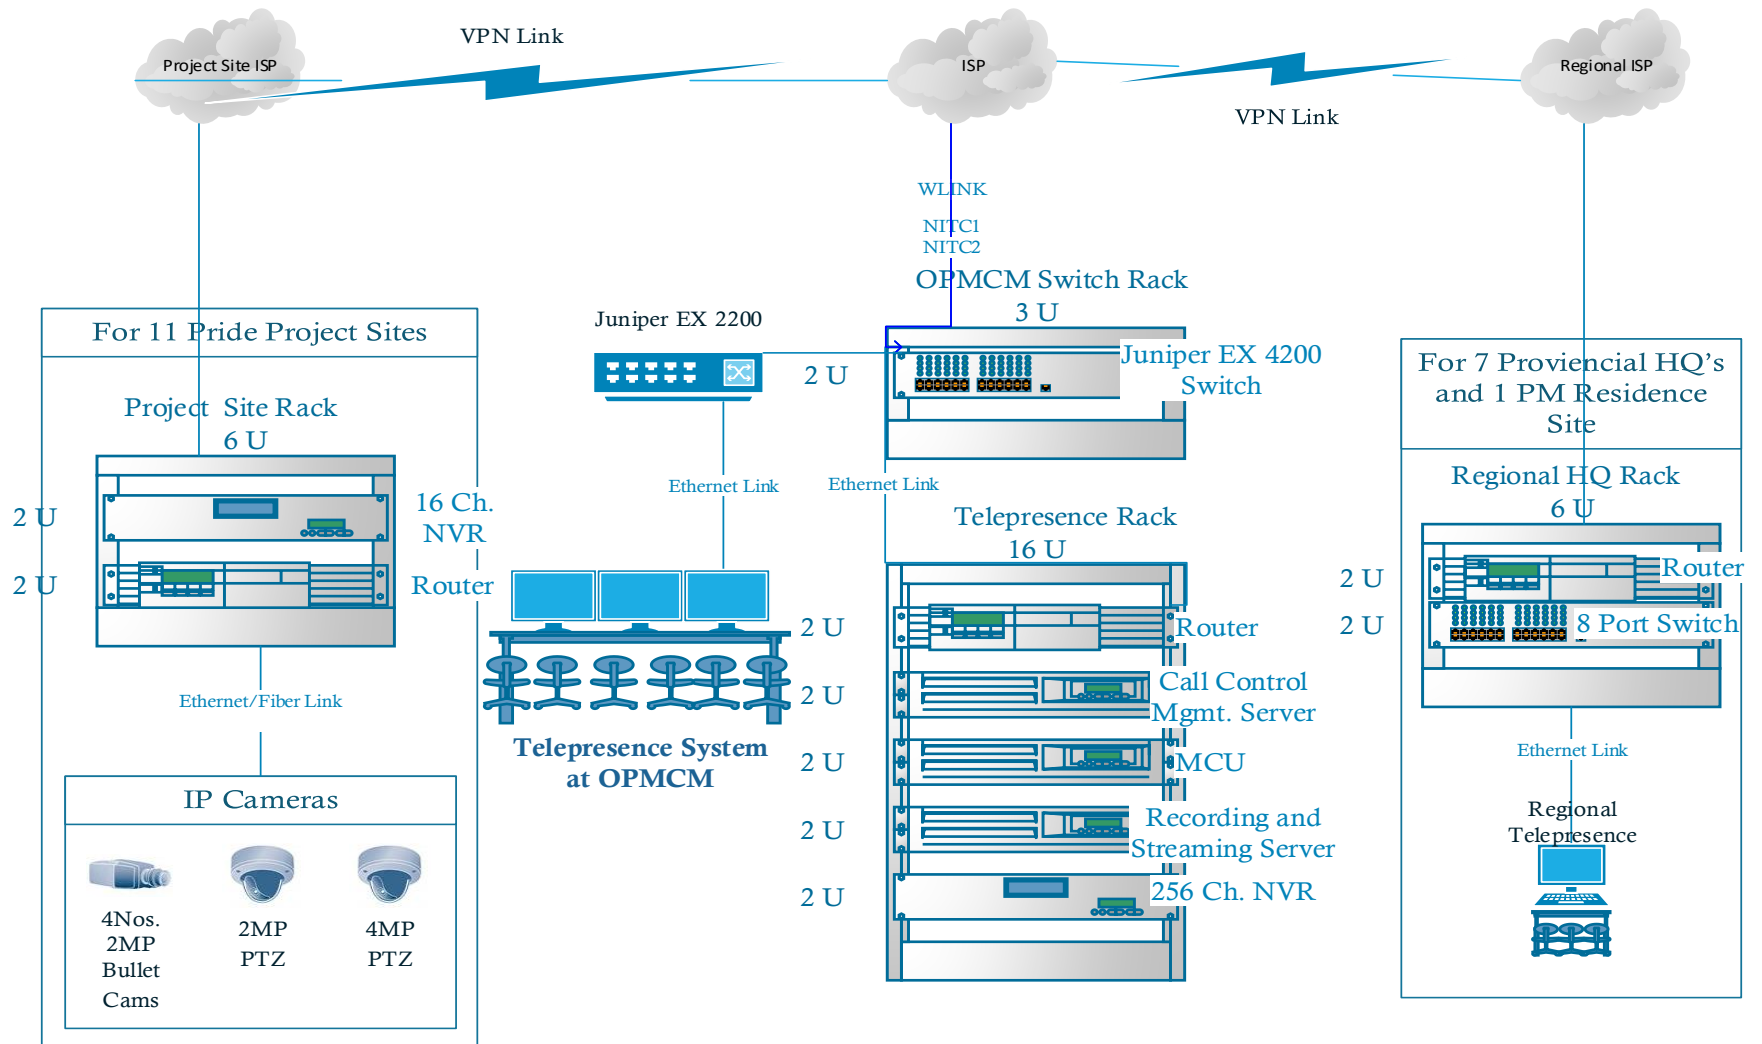 Project Site ISP
VPN Link
ISP
VPN Link
Regional ISP
WLINK
NITC1
NITC2
OPMCM Switch Rack
3 U
Juniper EX 2200
2 U
Juniper EX 4200
Switch
Ethernet Link
Ethernet Link
For 11 Pride Project Sites
Project Site Rack
6 U
2 U
16 Ch.
NVR
2 U
Router
Ethernet/Fiber Link
IP Cameras
4Nos.
2MP
Bullet
Cams
2MP
PTZ
4MP
PTZ
Telepresence System
at OPMCM
Telepresence Rack
16 U
2 U
Router
2 U
Call Control
Mgmt. Server
2 U
MCU
2 U
Recording and
Streaming Server
2 U
256 Ch. NVR
For 7 Proviencial HQ's
and 1 PM Residence
Site
Regional HQ Rack
6 U
2 U
Router
2 U
8 Port Switch
Ethernet Link
Regional
Telepresence